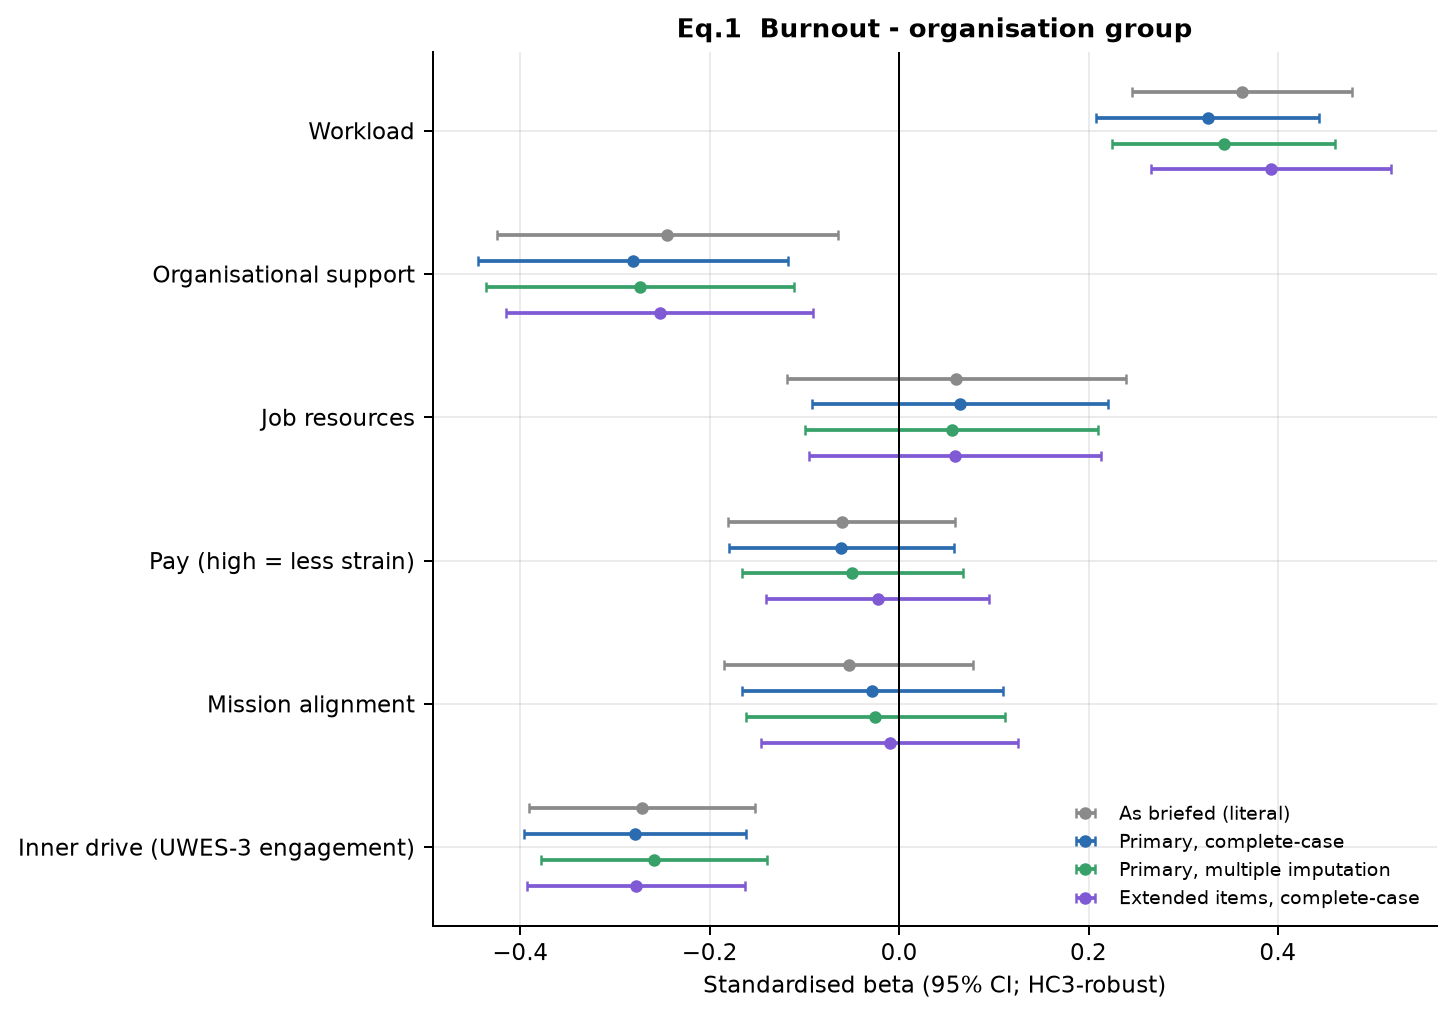 Eq.1  Burnout - organisation group
Workload
Organisational support
Job resources
Pay (high = less strain)
Mission alignment
Inner drive (UWES-3 engagement)
As briefed (literal)
Primary, complete-case
Primary, multiple imputation
Extended items, complete-case
−0.4 −0.2 0.0 0.2 0.4
Standardised beta (95% CI; HC3-robust)